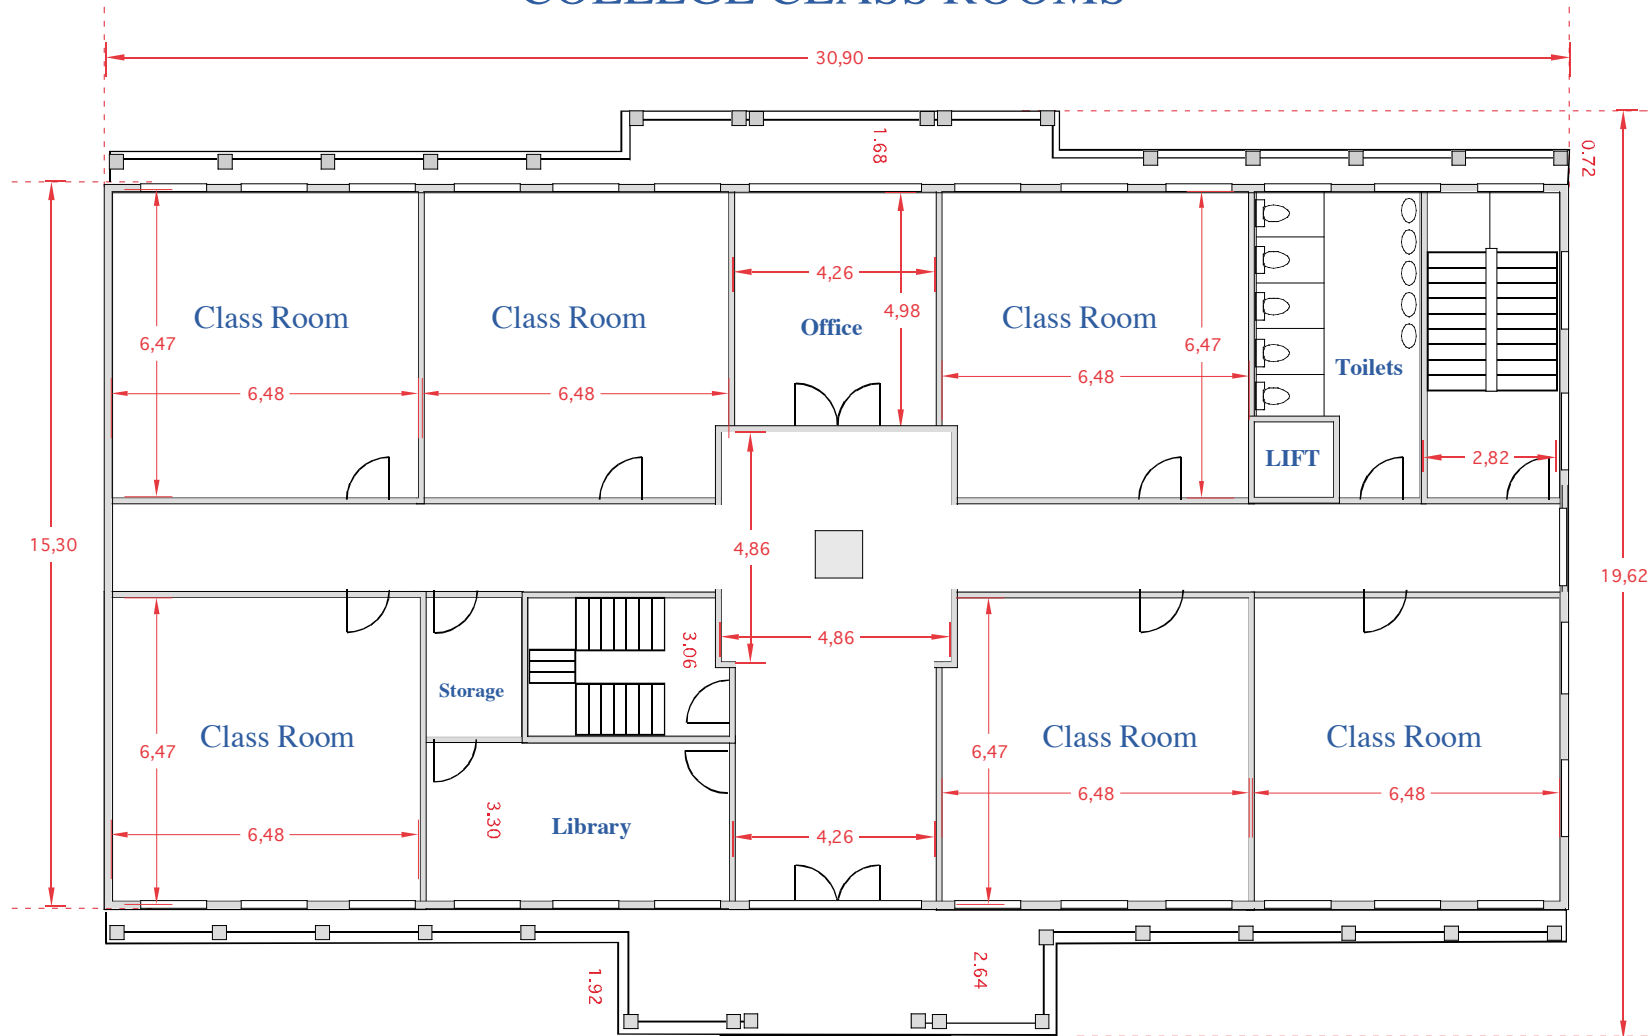 COLLEGE CLASS ROOMS
30,90
1.68
0.72
4,26
4,98
Class Room
Class Room
Office
Class Room
6,47
6,47
Toilets
6,48
6,48
6,48
LIFT
2,82
15,30
4,86
19,62
4,86
3.06
Storage
Class Room
Class Room
Class Room
6,47
6,47
6,48
6,48
3.30
Library
6,48
4,26
1.92
2.64